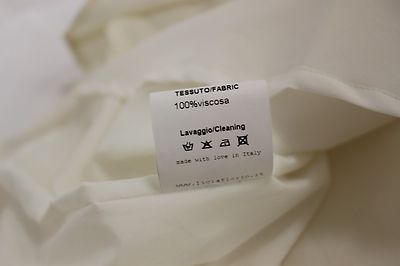 TESSUTO/FABRIC
100%viscosa
Lavaggio/Cleaning
made with love in Italy